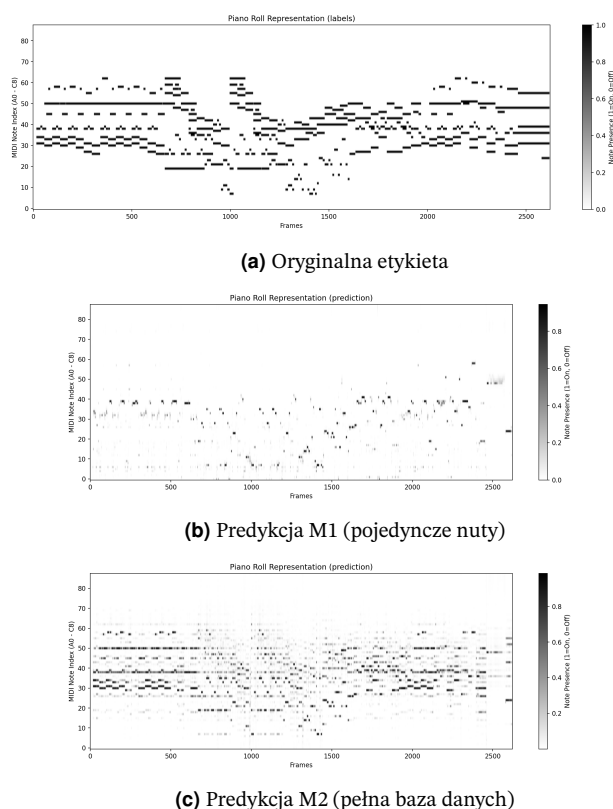 Piano Roll Representation (labels)
MIDI Note Index (A0 - C8)
80
70
60
50
40
30
20
10
0
0 500 1000 1500 2000 2500
Frames
1.0
0.8
0.6
0.4
0.2
0.0
Note Presence (1=On, 0=Off)
(a) Oryginalna etykieta
Piano Roll Representation (prediction)
MIDI Note Index (A0 - C8)
80
70
60
50
40
30
20
10
0
0 500 1000 1500 2000 2500
Frames
0.8
0.6
0.4
0.2
0.0
Note Presence (1=On, 0=Off)
(b) Predykcja M1 (pojedyncze nuty)
Piano Roll Representation (prediction)
MIDI Note Index (A0 - C8)
80
70
60
50
40
30
20
10
0
0 500 1000 1500 2000 2500
Frames
0.8
0.6
0.4
0.2
Note Presence (1=On, 0=Off)
(c) Predykcja M2 (pełna baza danych)